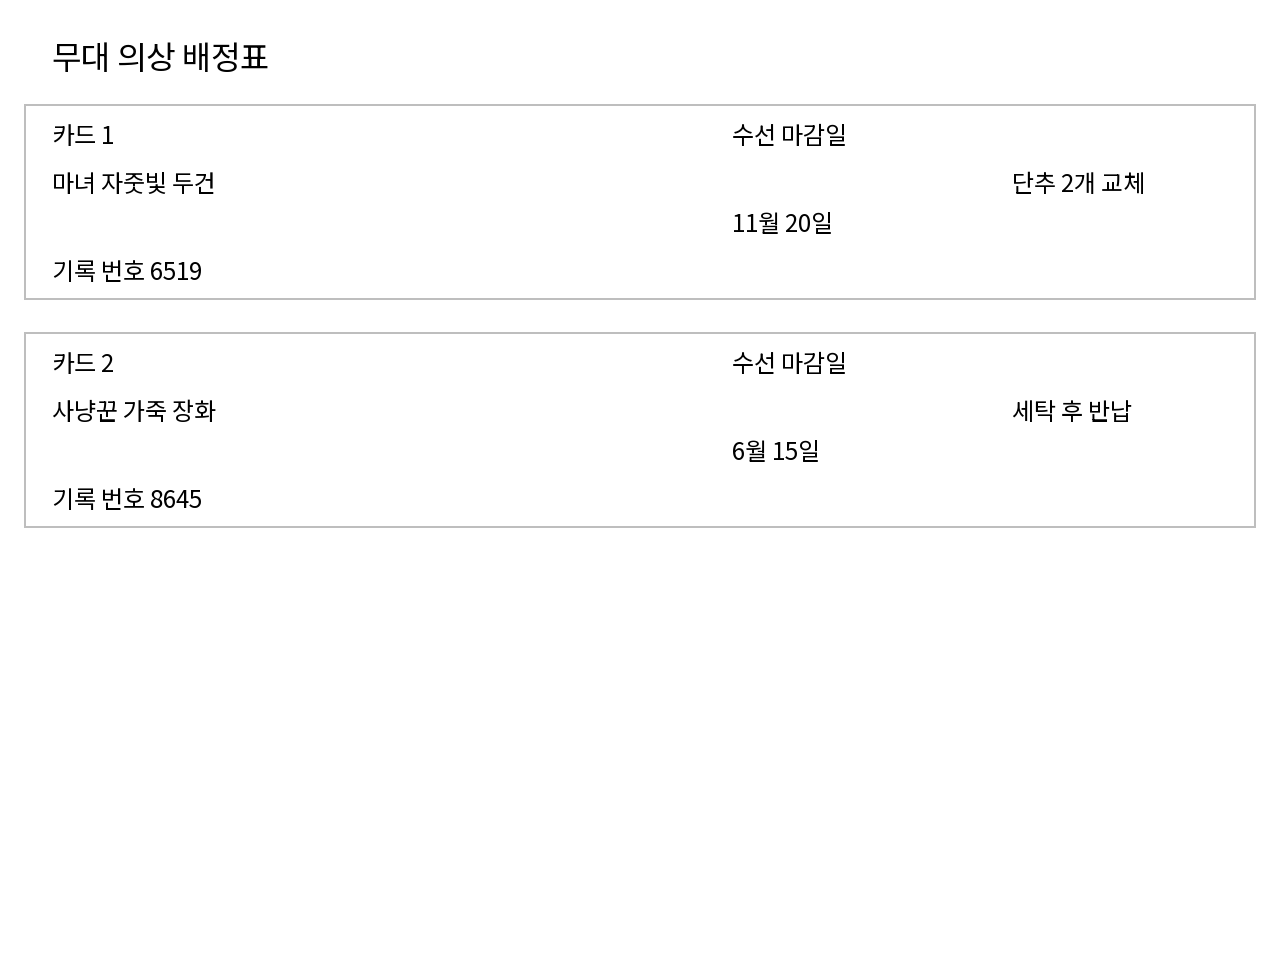 무대 의상 배정표
카드 1
수선 마감일
마녀 자줏빛 두건
단추 2개 교체
11월 20일
기록 번호 6519
카드 2
수선 마감일
사냥꾼 가죽 장화
세탁 후 반납
6월 15일
기록 번호 8645